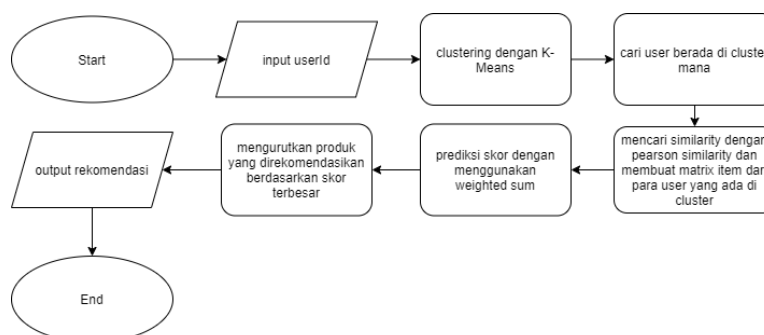 Start
input userId
clustering dengan K-
Means
cari user berada di cluste
mana
mencari similarity dengan
pearson similarity dan
membuat matrix item dar
para user yang ada di
cluster
prediksi skor dengan
menggunakan
weighted sum
mengurutkan produk
yang direkomendasikan
berdasarkan skor
terbesar
output rekomendasi
End